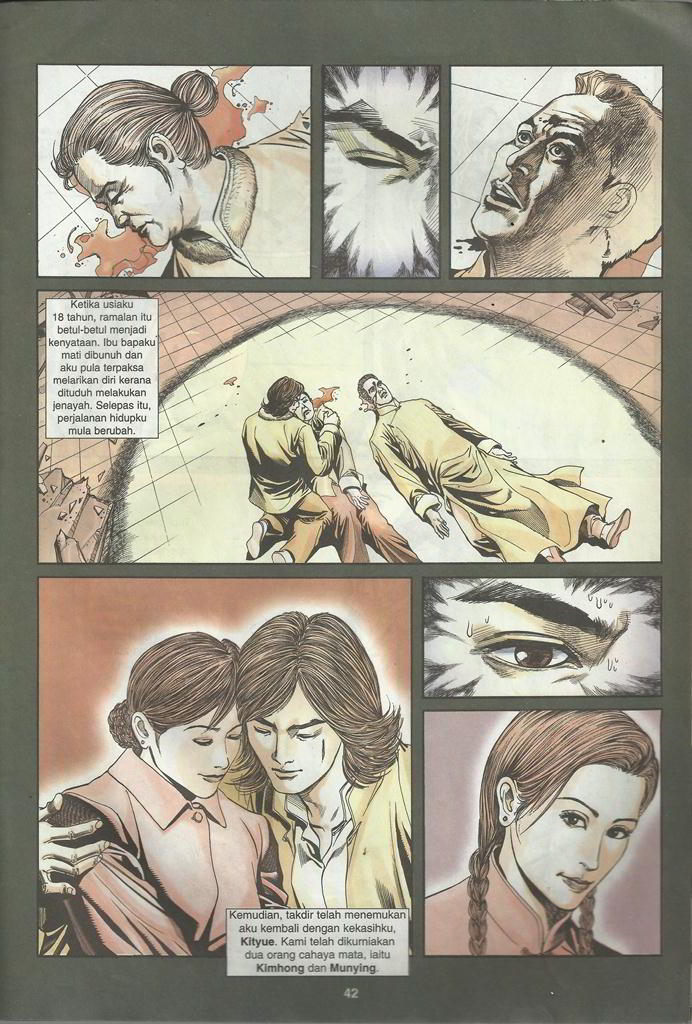 Ketika usiaku
18 tahun, ramalan itu
betul-betul menjadi
kenyataan. Ibu bapaku
mati dibunuh dan
aku pula terpaksa
melarikan diri kerana
dituduh melakukan
jenayah. Selepas itu,
perjalanan hidupku
mula berubah.
Kemudian, takdir telah menemukan
aku kembali dengan kekasihku,
Kityue. Kami telah dikurniakan
dua orang cahaya mata, iaitu
Kimhong dan Munying.
42